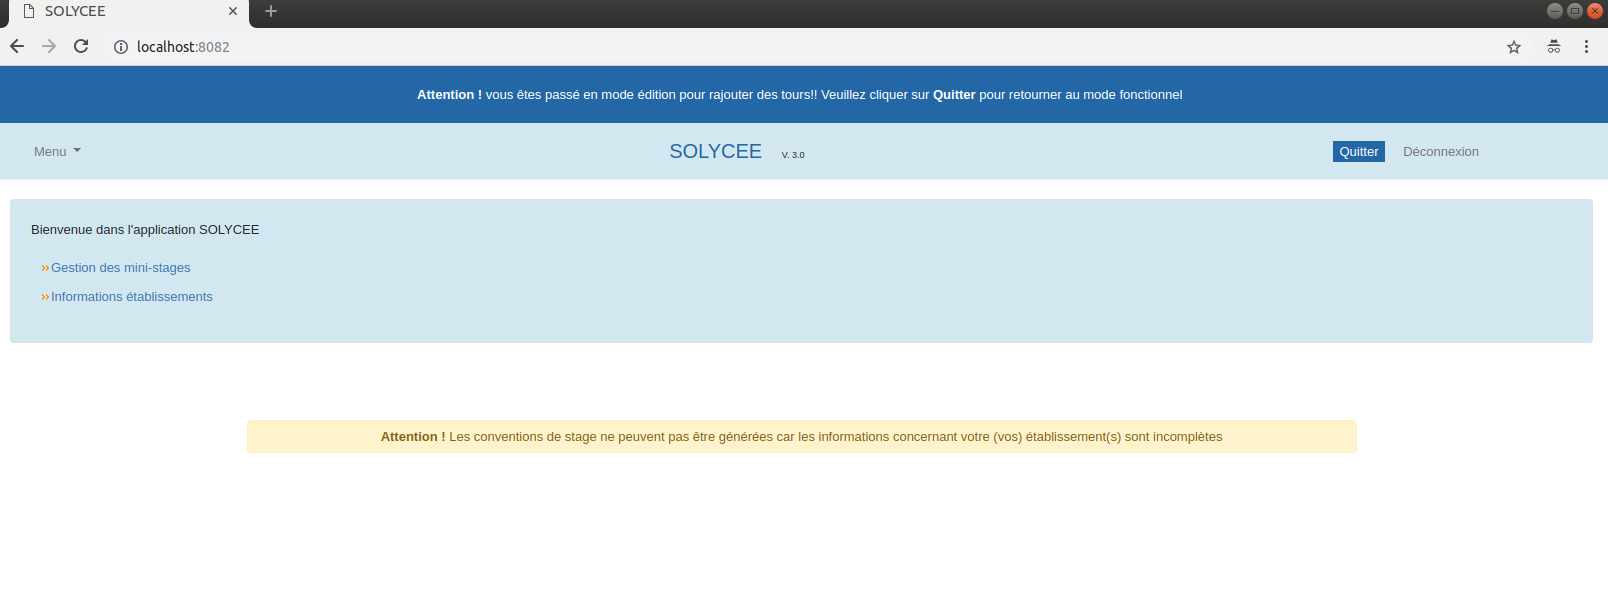 SOLYCEE
localhost:8082
Attention ! vous êtes passé en mode édition pour rajouter des tours!! Veuillez cliquer sur Quitter pour retourner au mode fonctionnel
Menu SOLYCEE V. 3.0 Quitter Déconnexion
Bienvenue dans l'application SOLYCEE
»Gestion des mini-stages
»Informations établissements
Attention ! Les conventions de stage ne peuvent pas être générées car les informations concernant votre (vos) établissement(s) sont incomplètes